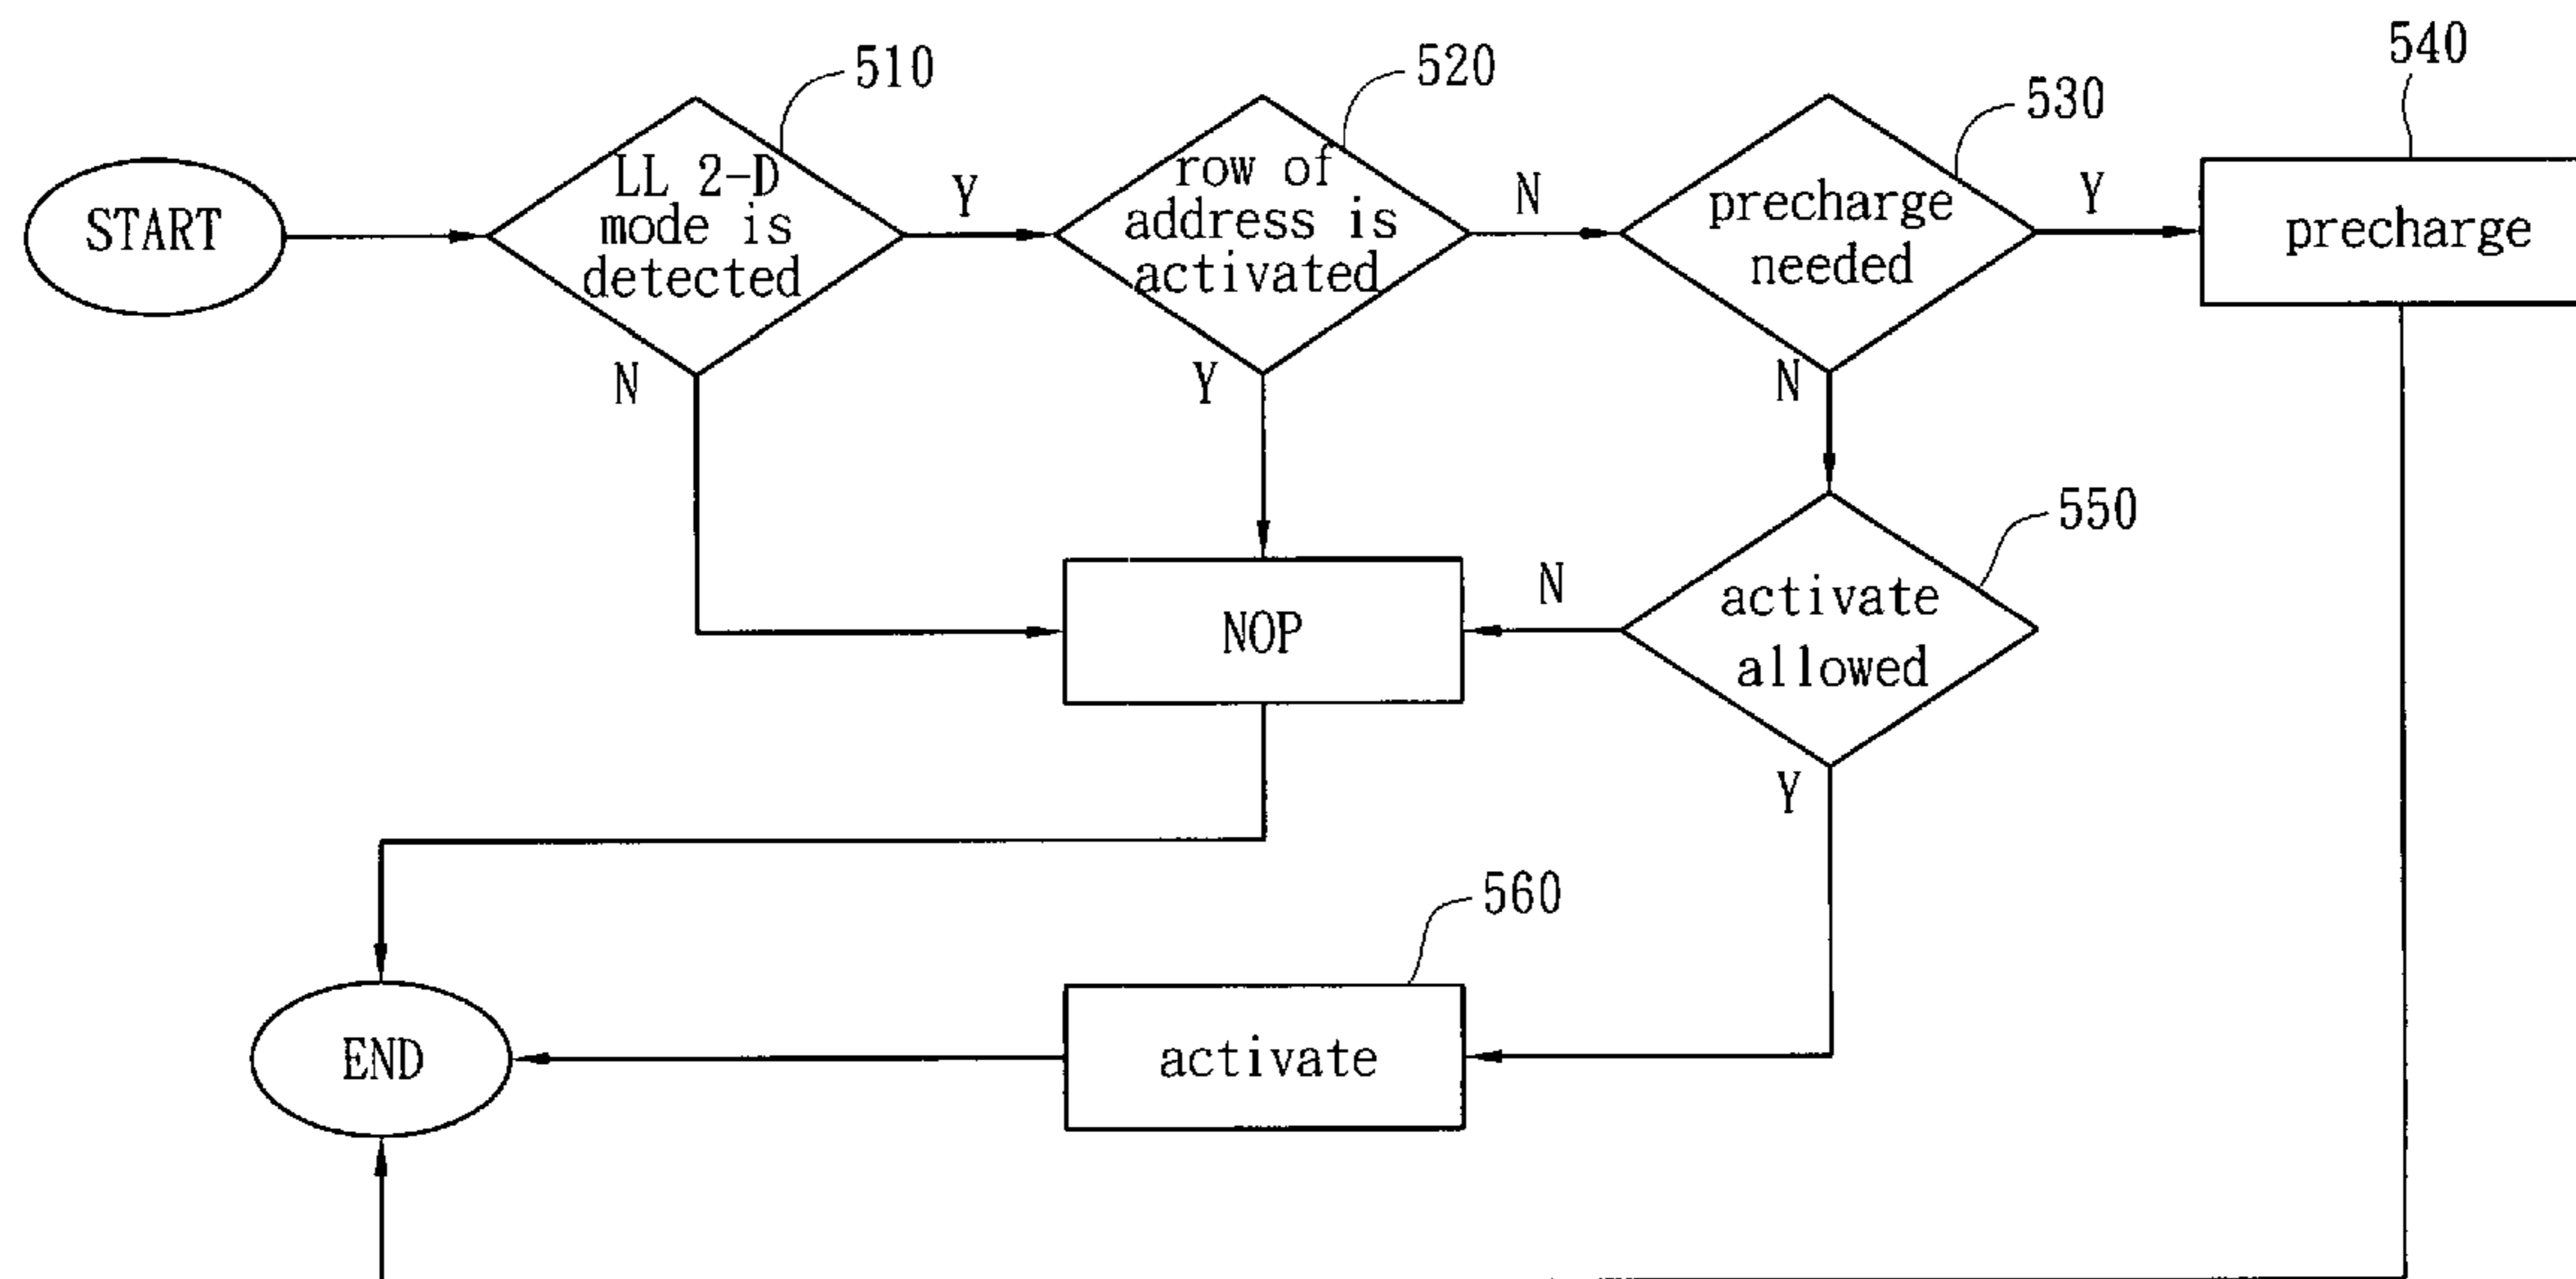 510
520
530
540
START
LL 2-D
mode is
detected
Y
row of
address is
activated
N
precharge
needed
Y
precharge
N
Y
N
550
NOP
N
activate
allowed
Y
560
END
activate